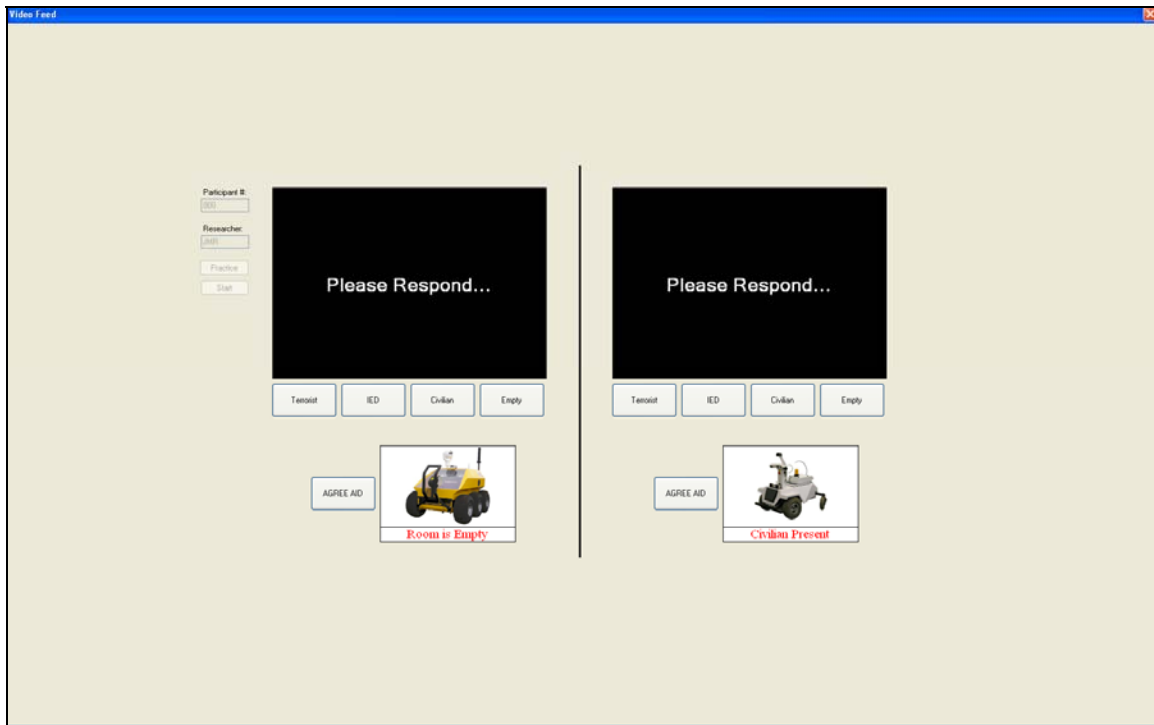 Video Feed
Participant #:
Researcher:
Practice
Start
Please Respond...
Terrorist IED Civilian Empty
AGREE AID
Room is Empty
Please Respond...
Terrorist IED Civilian Empty
AGREE AID
Civilian Present